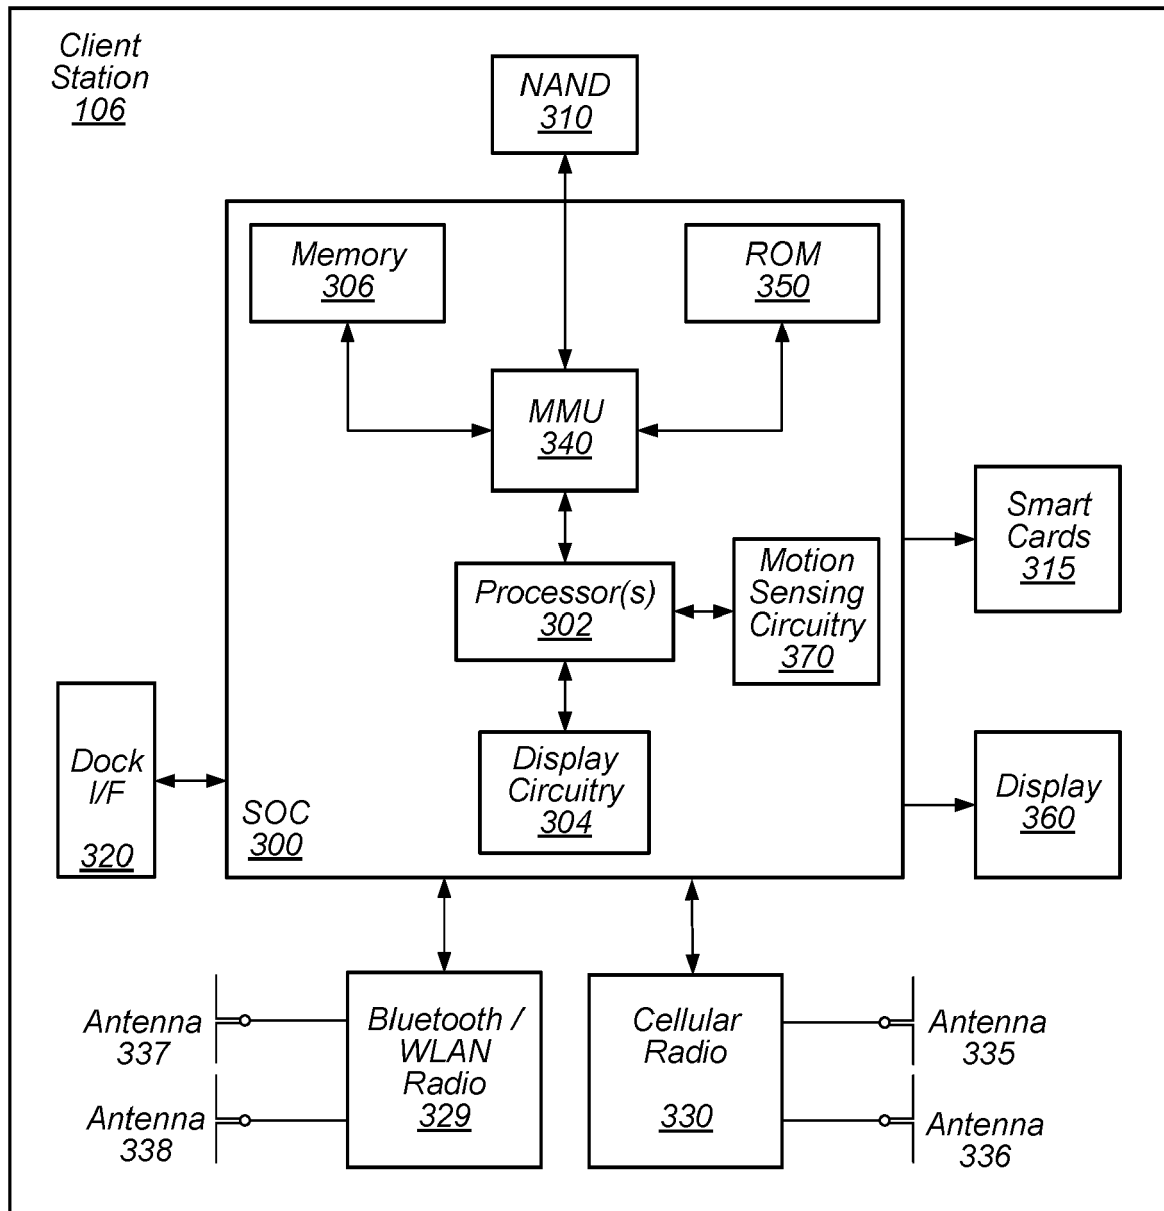 Client
Station
106
NAND
310
Memory
306
ROM
350
MMU
340
Smart
Cards
315
Processor(s)
302
Motion
Sensing
Circuitry
370
Dock
I/F
320
Display
Circuitry
304
SOC
300
Display
360
Antenna
337
Antenna
338
Bluetooth /
WLAN
Radio
329
Cellular
Radio
330
Antenna
335
Antenna
336